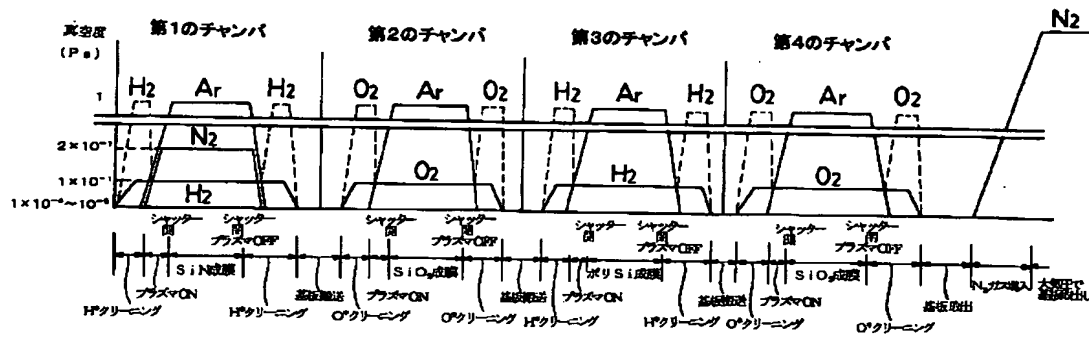 真空度
(Pa)
第1のチャンバ
第2のチャンバ
第3のチャンバ
第4のチャンバ
N2
H2
Ar
H2
O2
Ar
O2
H2
Ar
H2
O2
Ar
O2
1
N2
2×10⁻¹
1×10⁻¹
H2
O2
H2
O2
シャッター
開
シャッター
閉
プラズマOFF
シャッター
開
シャッター
閉
プラズマOFF
シャッター
開
シャッター
閉
プラズマOFF
シャッター
開
シャッター
閉
プラズマOFF
SiN成膜
SiO₂成膜
ポリSi成膜
SiO₂成膜
プラズマON
基板搬送
プラズマON
基板搬送
プラズマON
基板搬送
プラズマON
基板取出
N₂ガス導入
大気圧で
基板取出し
H*クリーニング
H*クリーニング
O*クリーニング
O*クリーニング
H*クリーニング
H*クリーニング
O*クリーニング
O*クリーニング